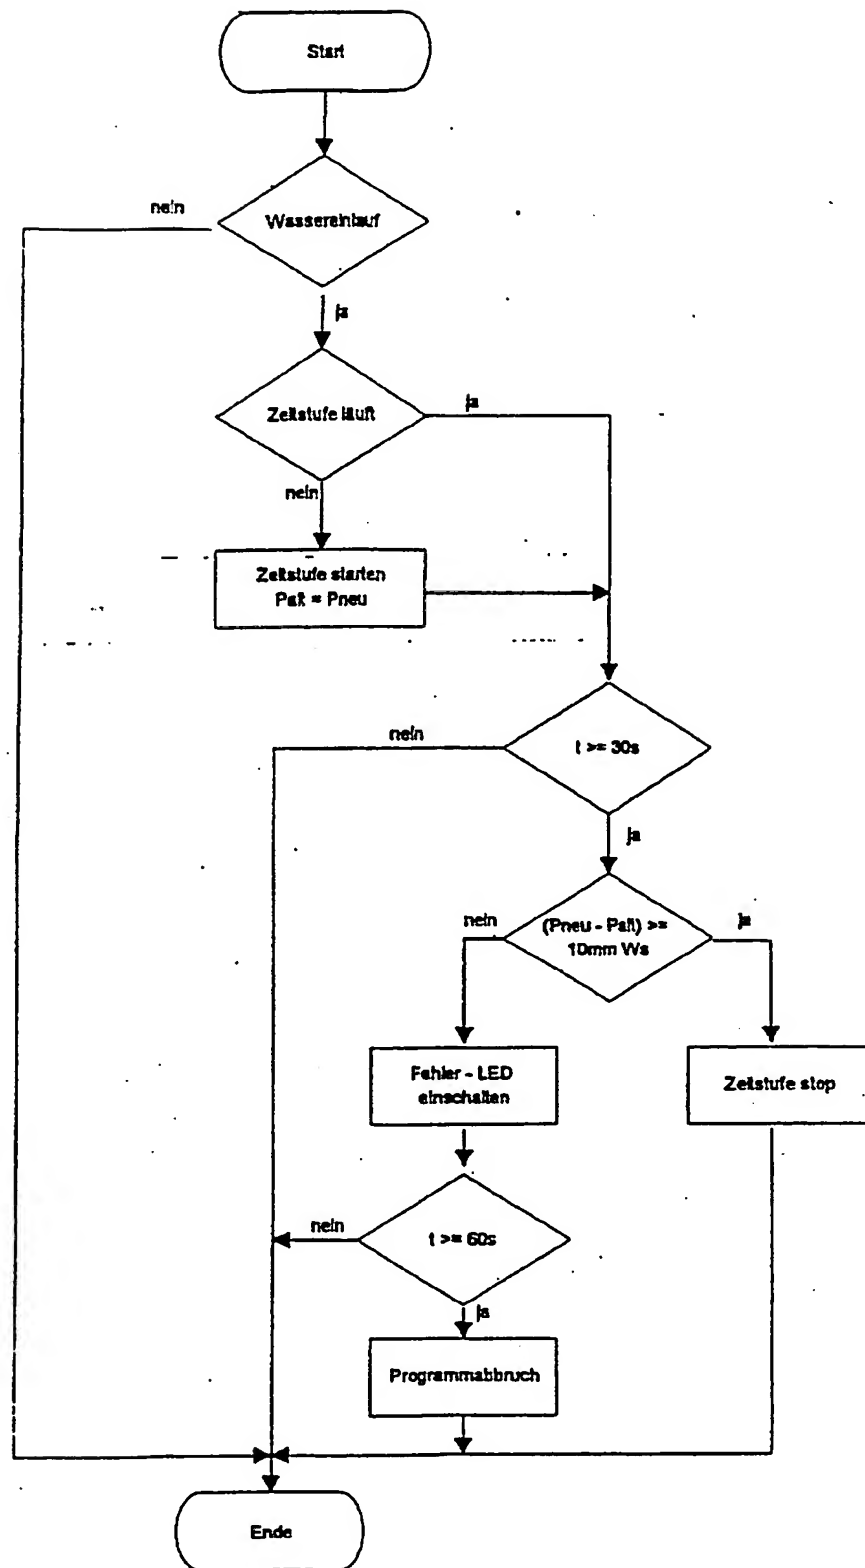 Start
nein
Wassereinlauf
ja
Zeitstufe läuft
ja
nein
Zeitstufe starten
Palt = Pneu
t >= 30s
nein
ja
(Pneu - Palt) >=
10mm Ws
nein
ja
Fehler - LED
einschalten
Zeitstufe stop
t >= 60s
nein
ja
Programmabbruch
Ende